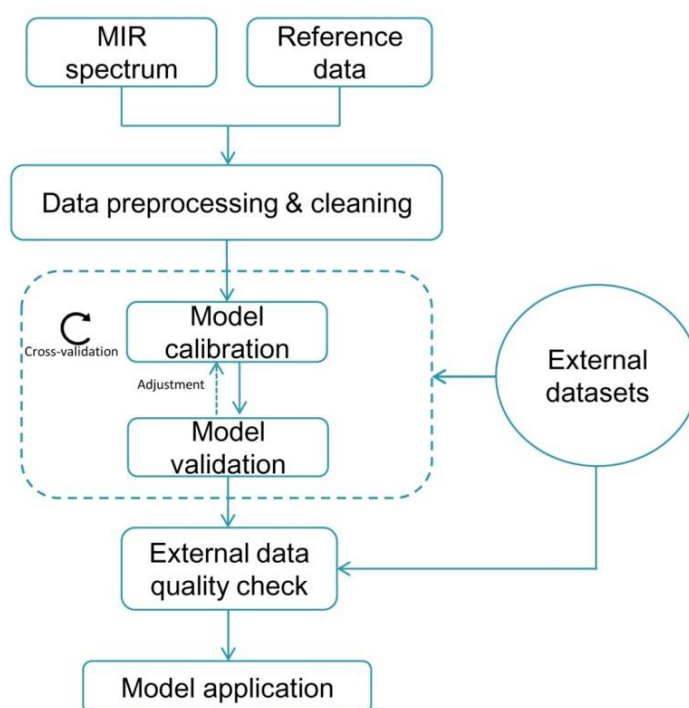 MIR
spectrum
Reference
data
Data preprocessing & cleaning
Model
calibration
Cross-validation
Adjustment
Model
validation
External
datasets
External data
quality check
Model application